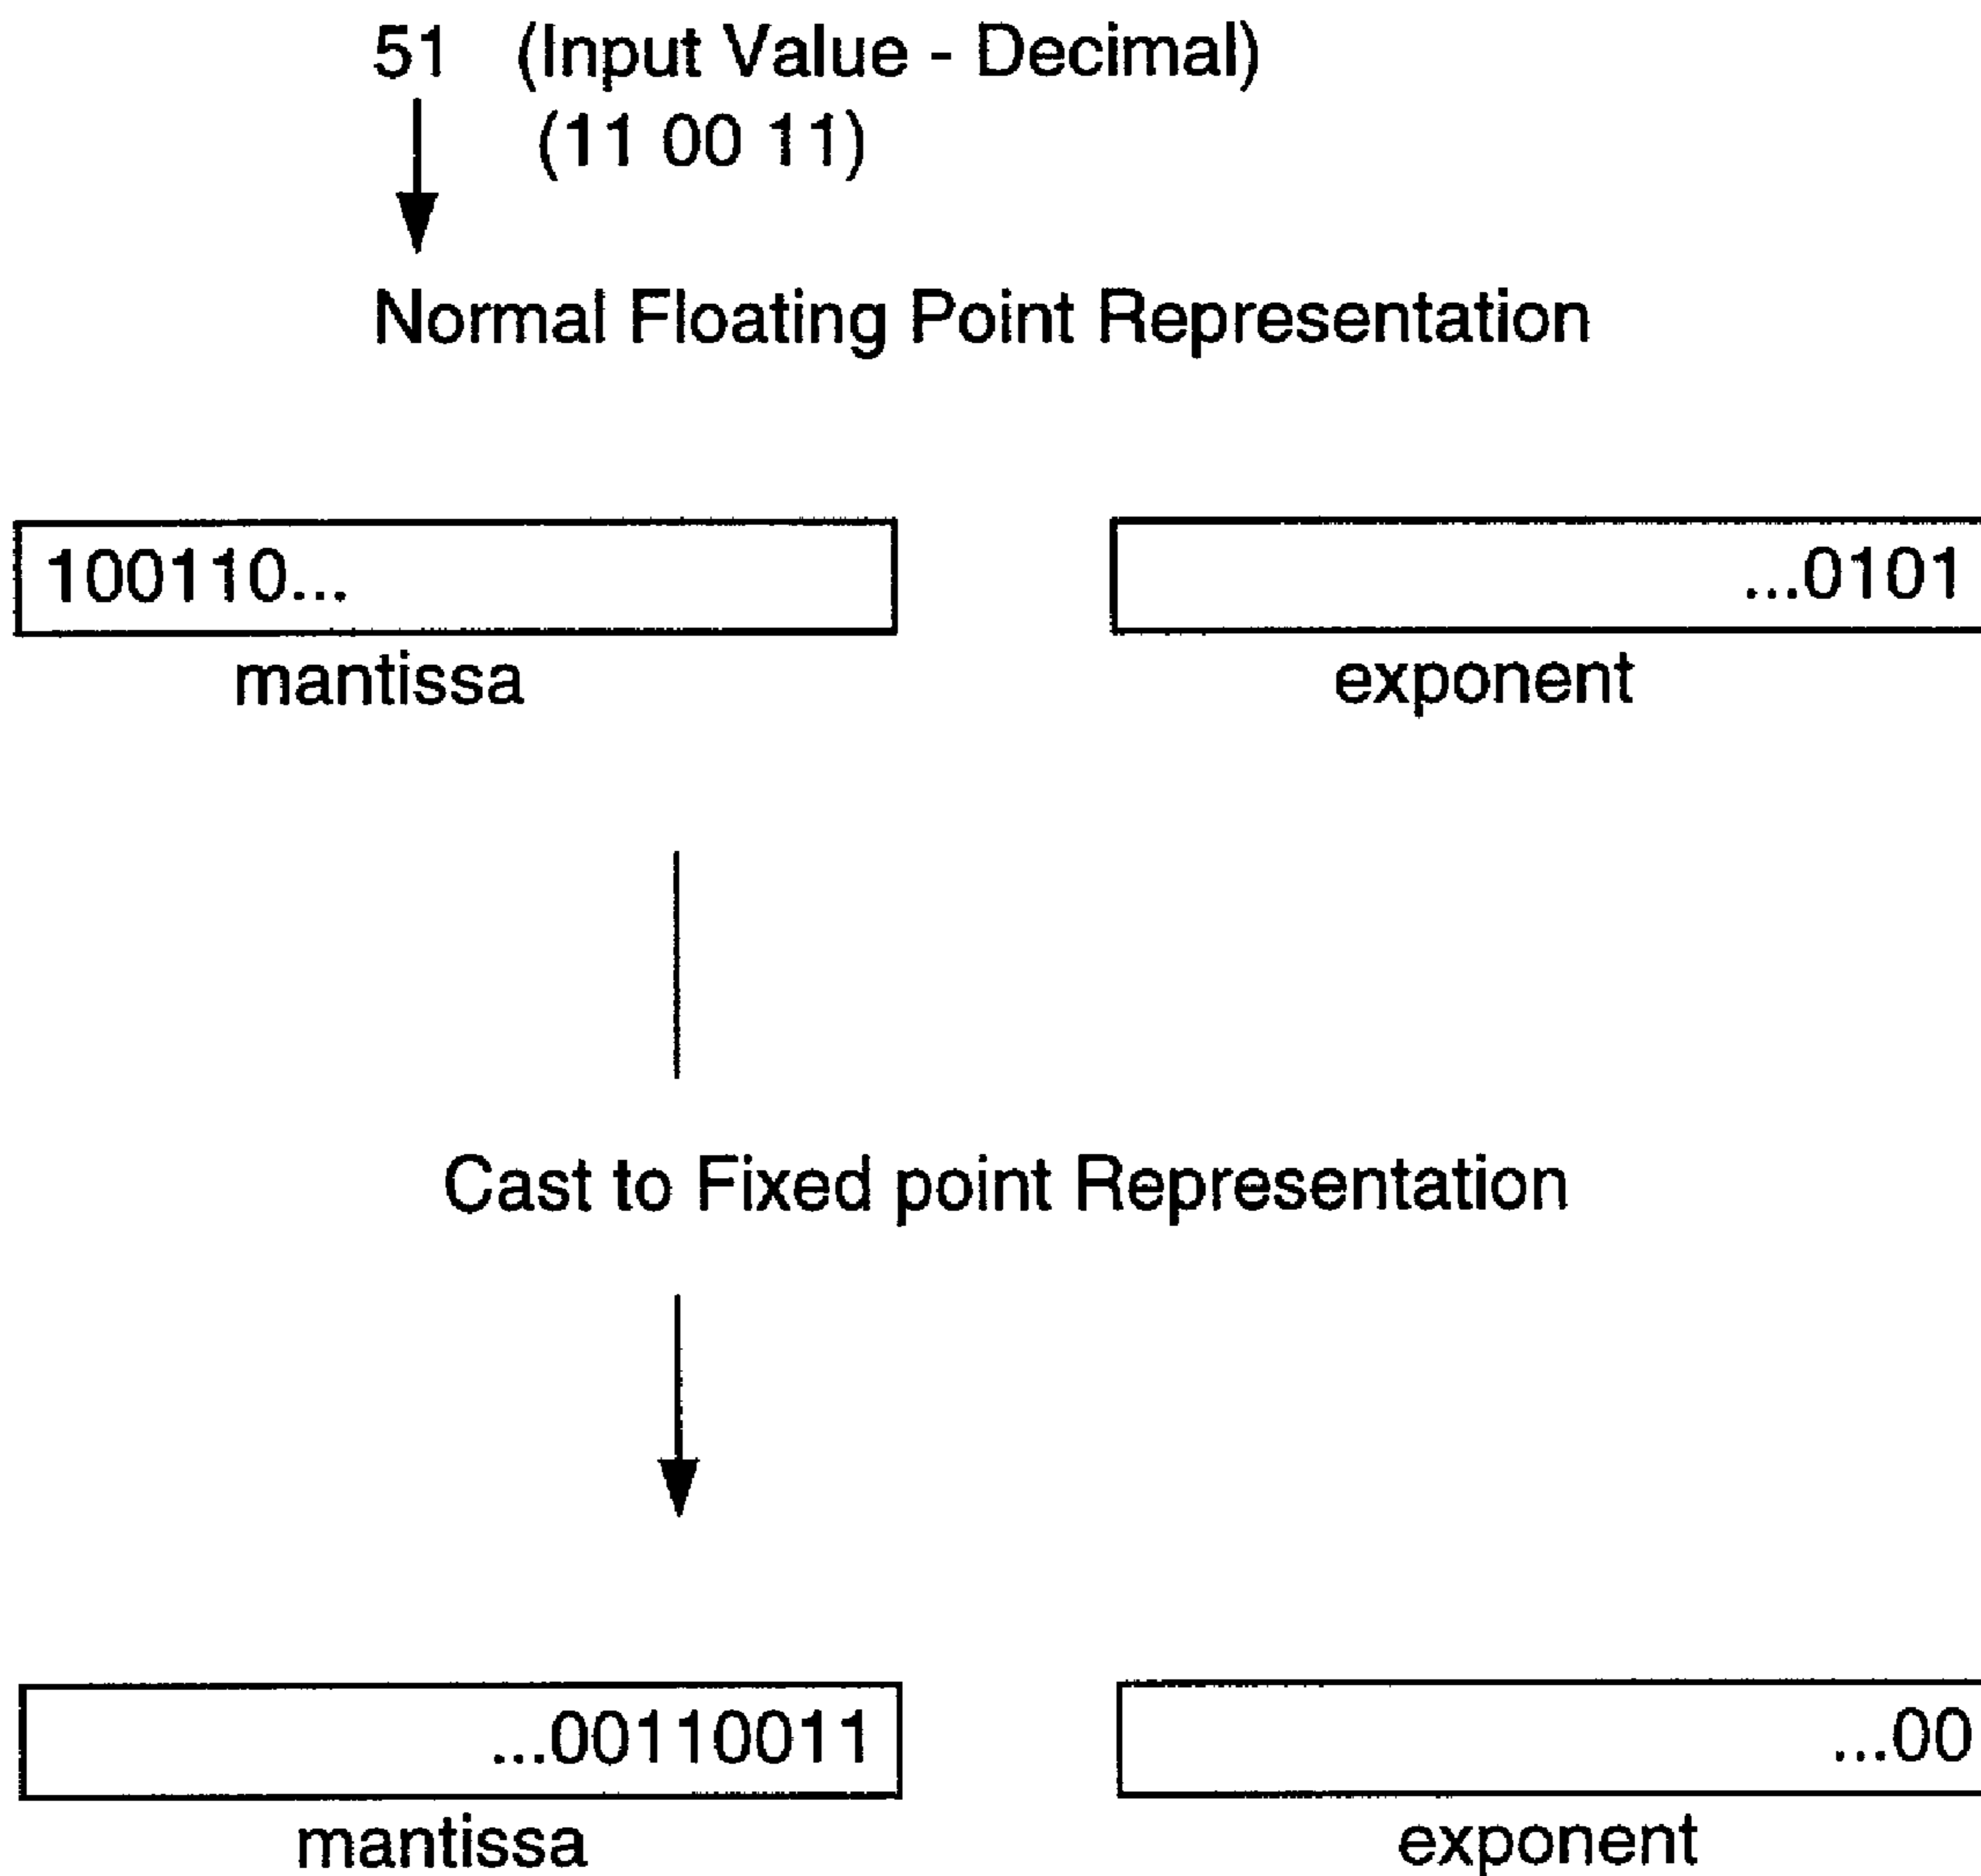 51 (Input Value - Decimal)
(11 00 11)
Normal Floating Point Representation
100110... ...0101
mantissa exponent
Cast to Fixed point Representation
...00110011 ...00
mantissa exponent